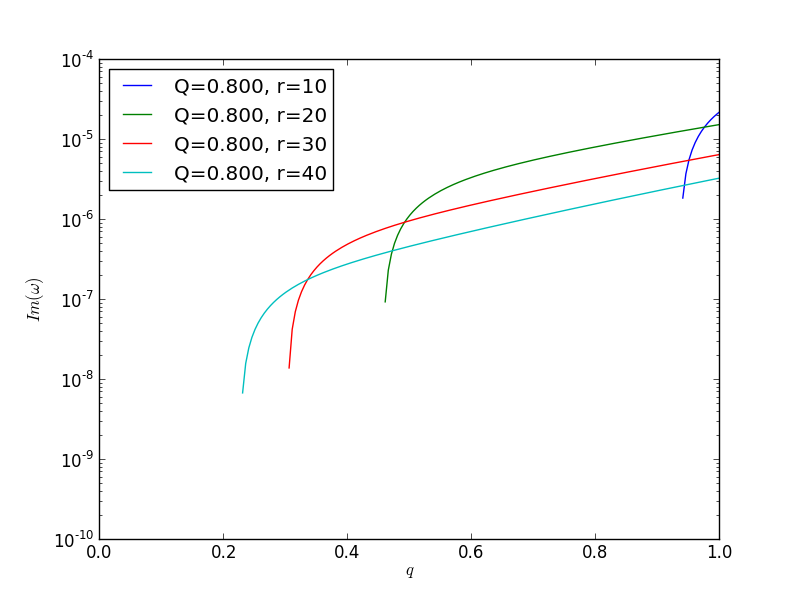 10^-4
10^-5
10^-6
10^-7
10^-8
10^-9
10^-10
Im(ω)
Q=0.800, r=10
Q=0.800, r=20
Q=0.800, r=30
Q=0.800, r=40
0.0 0.2 0.4 0.6 0.8 1.0
q